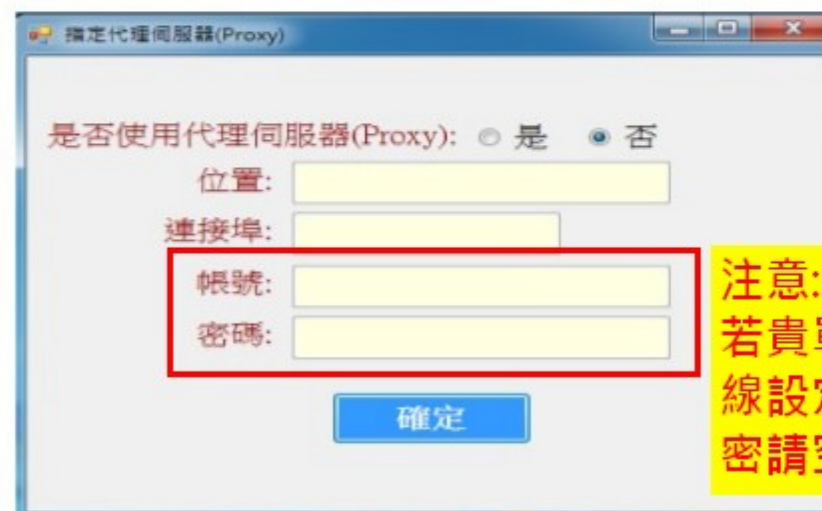 指定代理伺服器(Proxy)
是否使用代理伺服器(Proxy): 是 否
位置:
連接埠:
帳號:
密碼:
確定
注意:
若貴
線設
密請